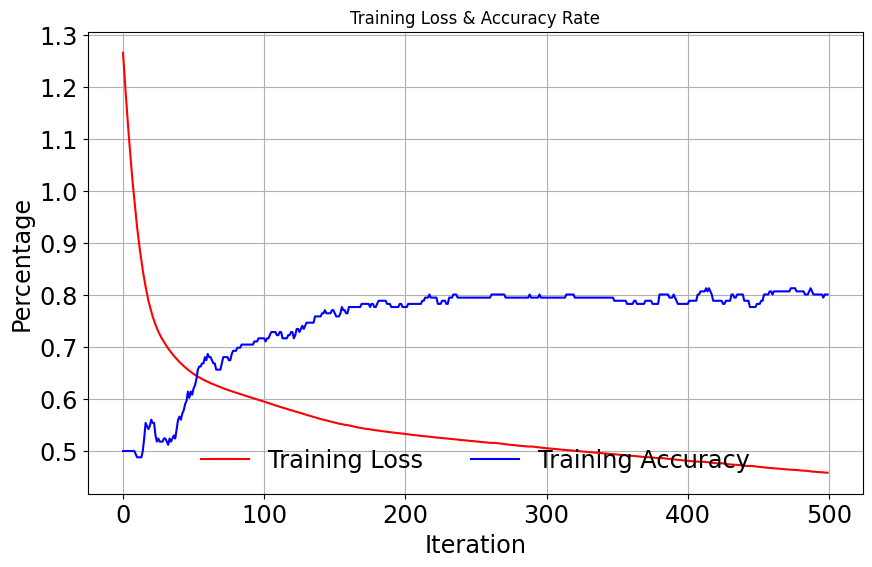 Training Loss & Accuracy Rate
1.3
1.2
1.1
1.0
0.9
0.8
0.7
0.6
0.5
Percentage
Training Loss Training Accuracy
0 100 200 300 400 500
Iteration